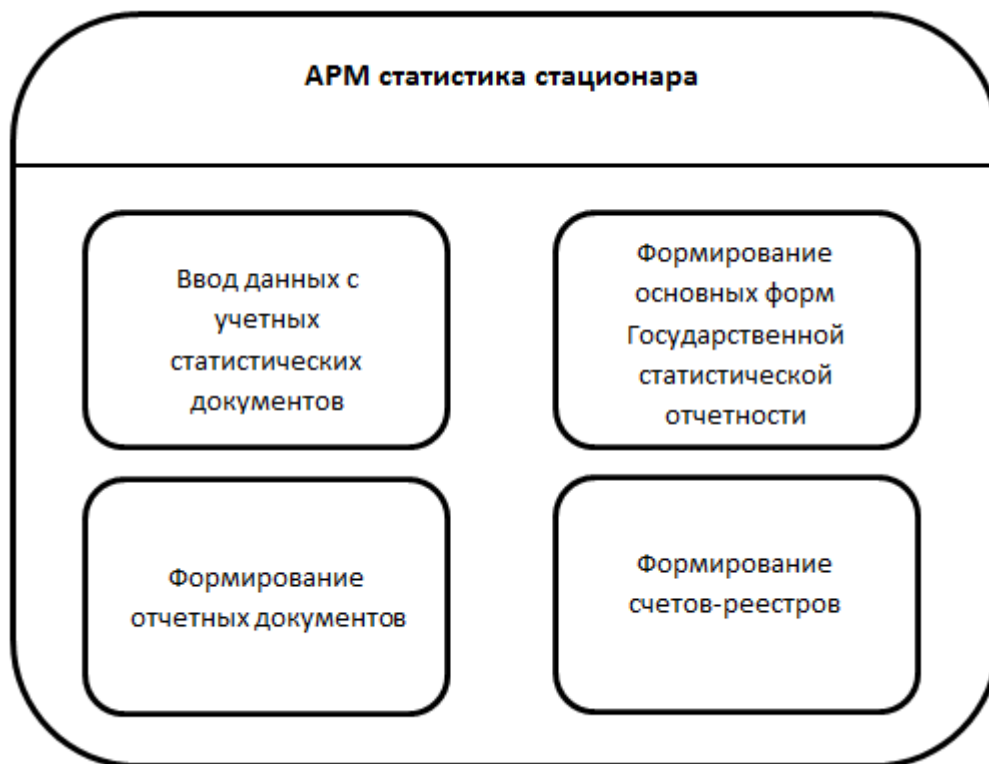 АРМ статистика стационара
Ввод данных с
учетных
статистических
документов
Формирование
основных форм
Государственной
статистической
отчетности
Формирование
отчетных документов
Формирование
счетов-реестров